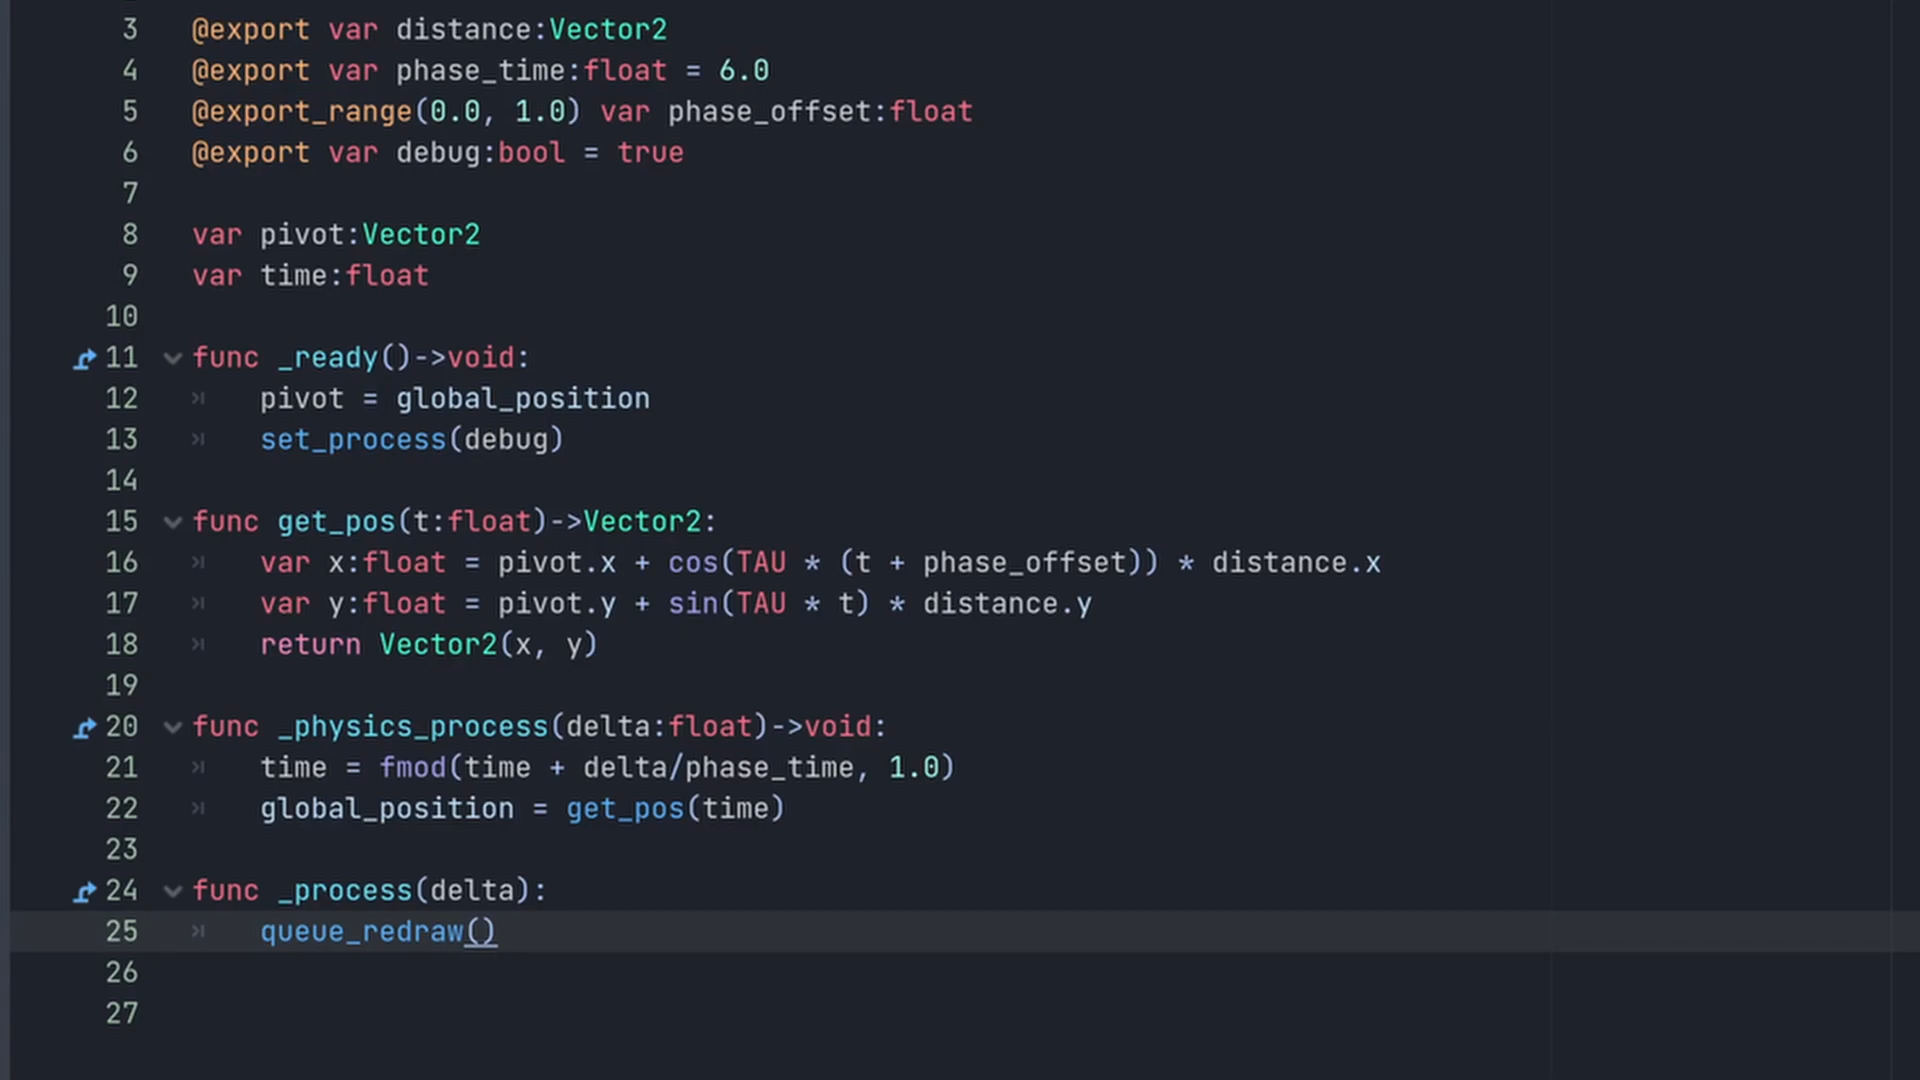 3 @export var distance:Vector2
4 @export var phase_time:float = 6.0
5 @export_range(0.0, 1.0) var phase_offset:float
6 @export var debug:bool = true
7
8 var pivot:Vector2
9 var time:float
10
11 func _ready()->void:
12 pivot = global_position
13 set_process(debug)
14
15 func get_pos(t:float)->Vector2:
16 var x:float = pivot.x + cos(TAU * (t + phase_offset)) * distance.x
17 var y:float = pivot.y + sin(TAU * t) * distance.y
18 return Vector2(x, y)
19
20 func _physics_process(delta:float)->void:
21 time = fmod(time + delta/phase_time, 1.0)
22 global_position = get_pos(time)
23
24 func _process(delta):
25 queue_redraw()
26
27